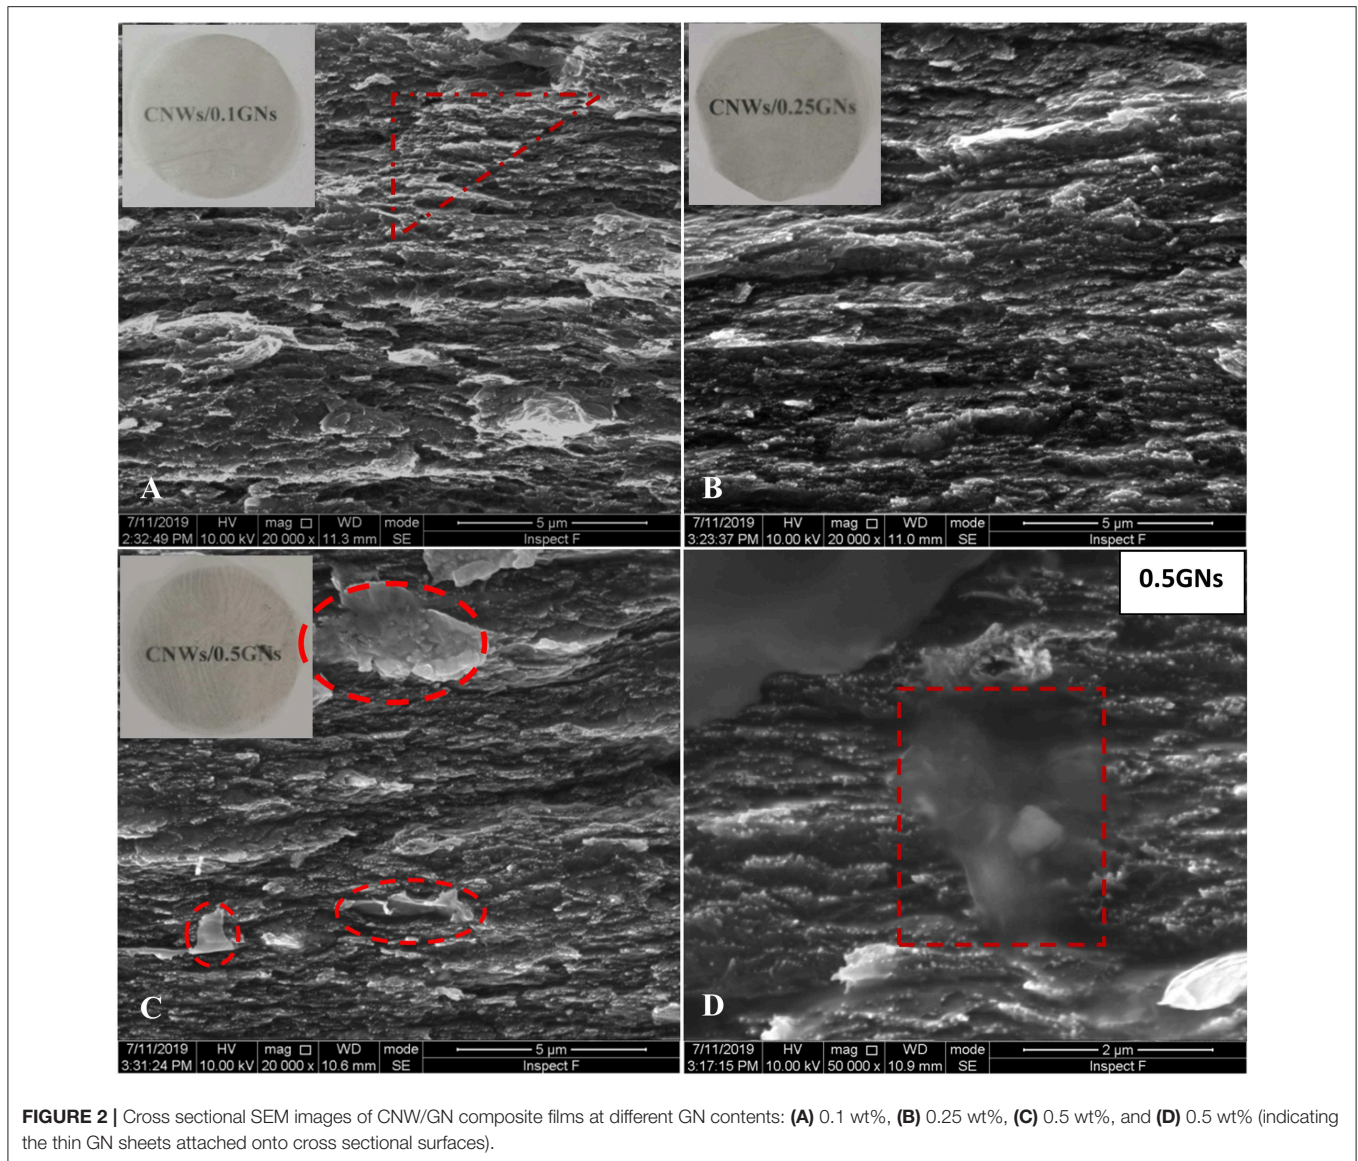 CNWs/0.1GNs
A
7/11/2019 HV mag WD mode 5 µm
2:32:49 PM 10.00 kV 20 000 x 11.3 mm SE Inspect F
CNWs/0.25GNs
B
7/11/2019 HV mag WD mode 5 µm
3:23:37 PM 10.00 kV 20 000 x 11.0 mm SE Inspect F
CNWs/0.5GNs
C
7/11/2019 HV mag WD mode 5 µm
3:31:24 PM 10.00 kV 20 000 x 10.6 mm SE Inspect F
0.5GNs
D
7/11/2019 HV mag WD mode 2 µm
3:17:15 PM 10.00 kV 50 000 x 10.9 mm SE Inspect F
FIGURE 2 | Cross sectional SEM images of CNW/GN composite films at different GN contents: (A) 0.1 wt%, (B) 0.25 wt%, (C) 0.5 wt%, and (D) 0.5 wt% (indicating
the thin GN sheets attached onto cross sectional surfaces).